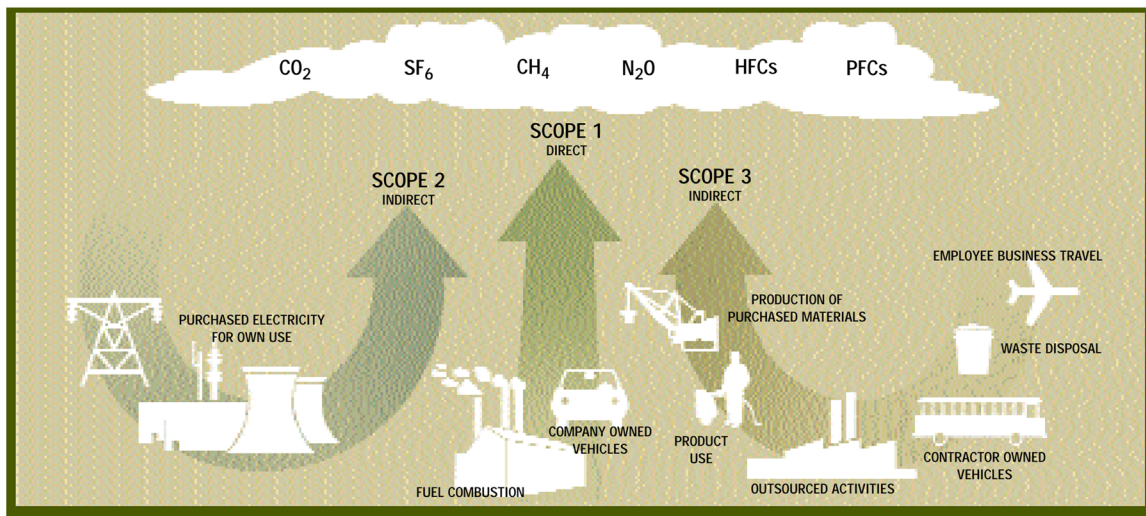 CO₂ SF₆ CH₄ N₂O HFCs PFCs
SCOPE 1
DIRECT
SCOPE 2
INDIRECT
SCOPE 3
INDIRECT
EMPLOYEE BUSINESS TRAVEL
PURCHASED ELECTRICITY
FOR OWN USE
PRODUCTION OF
PURCHASED MATERIALS
WASTE DISPOSAL
COMPANY OWNED
VEHICLES
PRODUCT
USE
CONTRACTOR OWNED
VEHICLES
FUEL COMBUSTION
OUTSOURCED ACTIVITIES